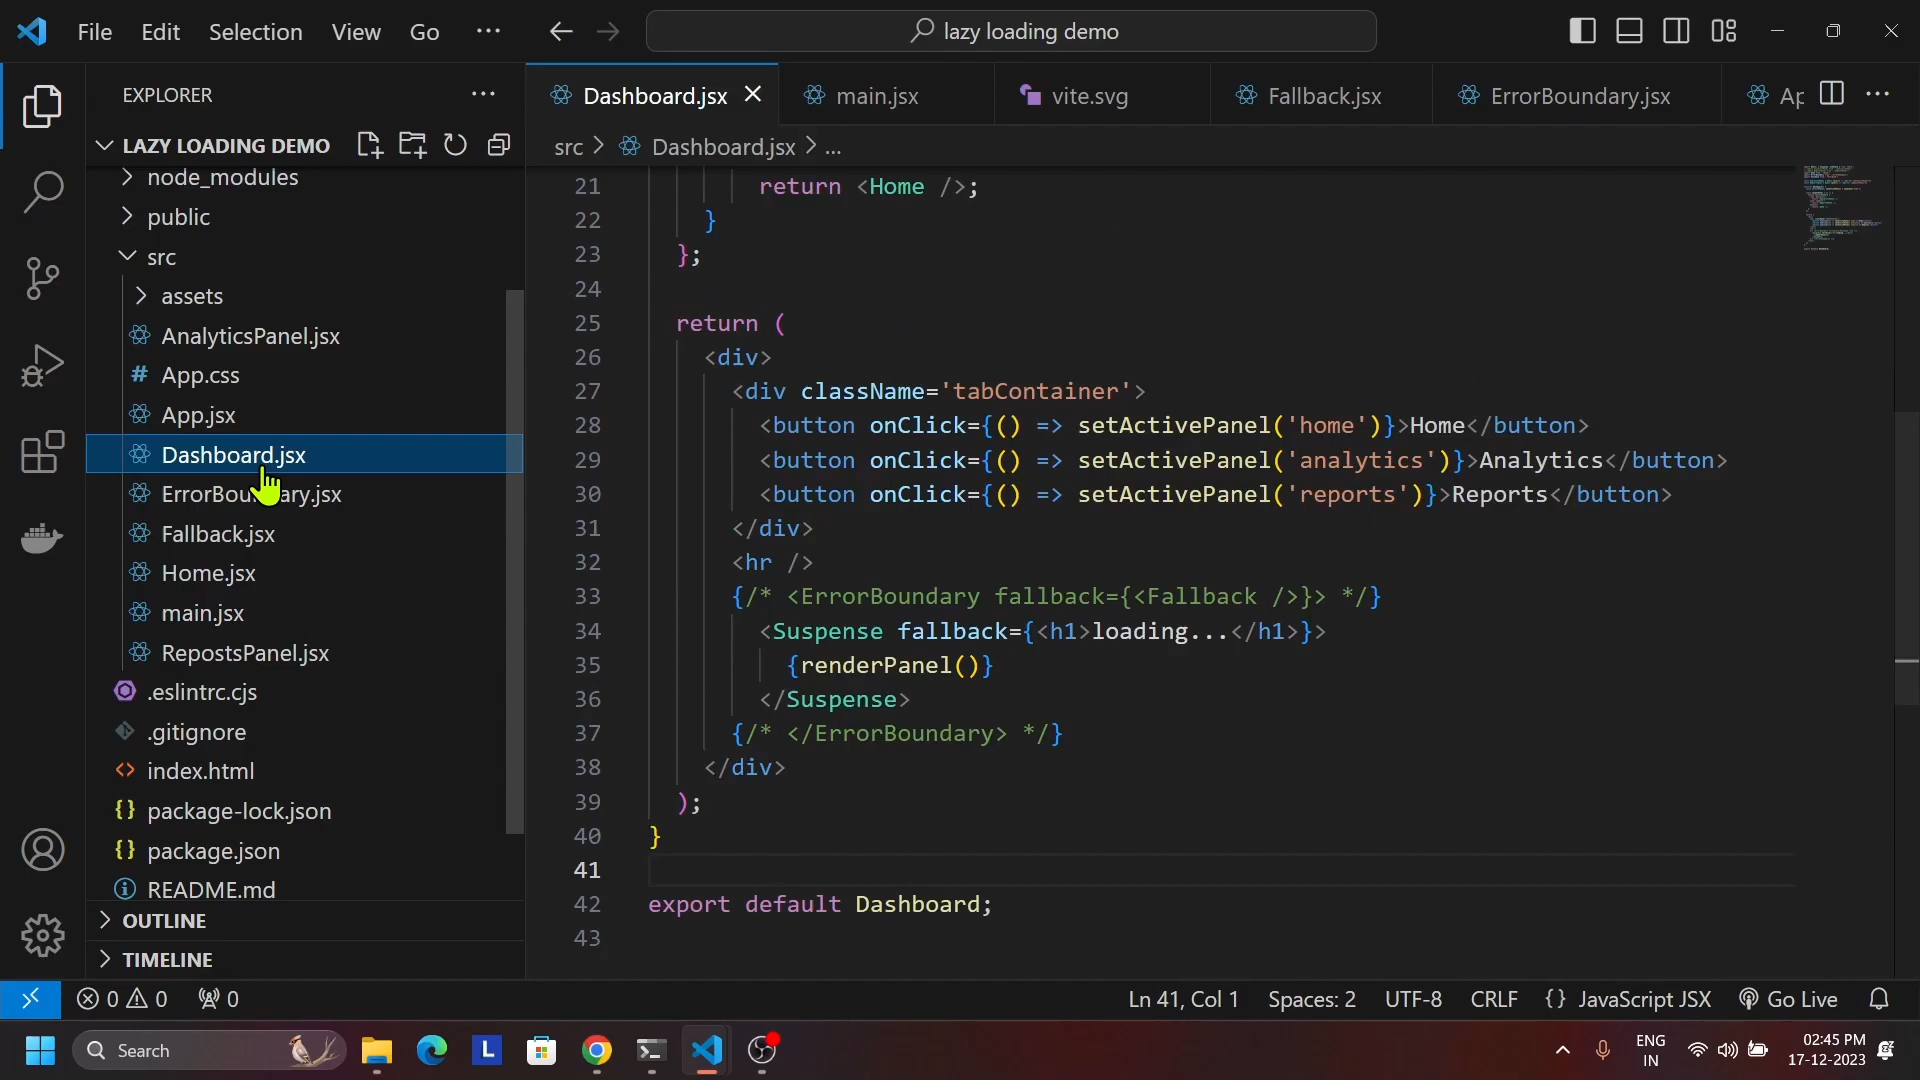 File Edit Selection View Go ···
lazy loading demo
EXPLORER ···
Dashboard.jsx main.jsx vite.svg Fallback.jsx ErrorBoundary.jsx Ap ···
LAZY LOADING DEMO
src > Dashboard.jsx > ...
node_modules
public
src
assets
AnalyticsPanel.jsx
# App.css
App.jsx
Dashboard.jsx
Fallback.jsx
Home.jsx
main.jsx
RepostsPanel.jsx
.eslintrc.cjs
.gitignore
<> index.html
{} package-lock.json
{} package.json
README.md
OUTLINE
TIMELINE
21 return <Home />;
22 }
23 };
24
25 return (
26 <div>
27 <div className='tabContainer'>
28 <button onClick={() => setActivePanel('home')}>Home</button>
29 <button onClick={() => setActivePanel('analytics')}>Analytics</button>
30 <button onClick={() => setActivePanel('reports')}>Reports</button>
31 </div>
32 <hr />
33 {/* <ErrorBoundary fallback={<Fallback />}> */}
34 <Suspense fallback={<h1>loading...</h1>}>
35 {renderPanel()}
36 </Suspense>
37 {/* </ErrorBoundary> */}
38 </div>
39 );
40 }
41
42 export default Dashboard;
43
0 0 0 Ln 41, Col 1 Spaces: 2 UTF-8 CRLF {} JavaScript JSX Go Live
Search L ENG 02:45 PM
IN 17-12-2023